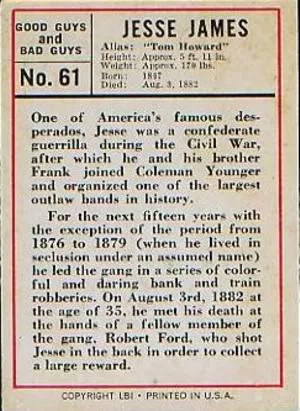 GOOD GUYS
and
BAD GUYS
No. 61
JESSE JAMES
Alias: "Tom Howard"
Height: Approx. 5 ft. 11 in.
Weight: Approx. 170 lbs.
Born: 1847
Died: Aug. 3, 1882
One of America's famous des-
perados, Jesse was a confederate
guerrilla during the Civil War,
after which he and his brother
Frank joined Coleman Younger
and organized one of the largest
outlaw bands in history.
For the next fifteen years with
the exception of the period from
1876 to 1879 (when he lived in
seclusion under an assumed name)
he led the gang in a series of color-
ful and daring bank and train
robberies. On August 3rd, 1882 at
the age of 35, he met his death at
the hands of a fellow member of
the gang, Robert Ford, who shot
Jesse in the back in order to collect
a large reward.
COPYRIGHT LBI • PRINTED IN U.S.A.